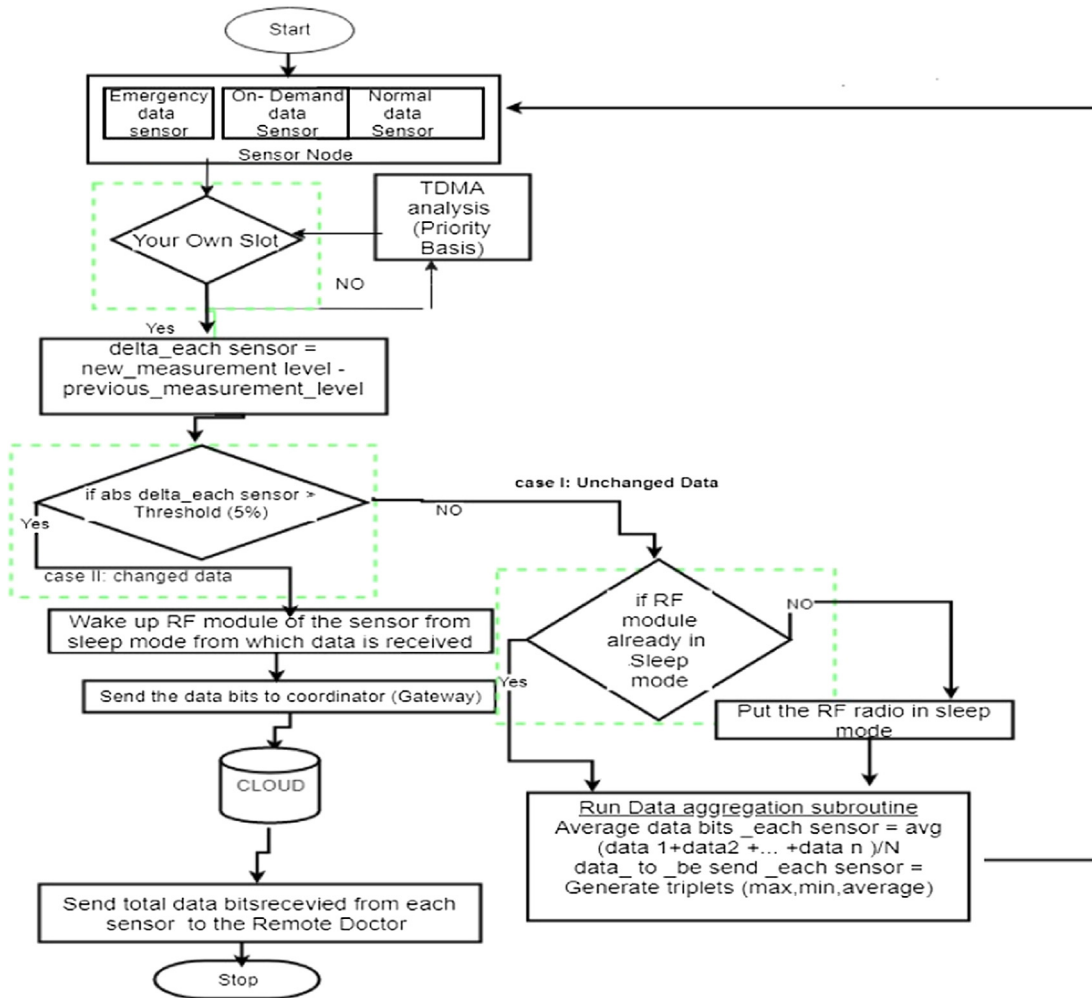 Start
Emergency
data
sensor
On- Demand
data
Sensor
Normal
data
Sensor
Sensor Node
TDMA
analysis
(Priority
Basis)
Your Own Slot
NO
Yes
delta_each sensor =
new_measurement level -
previous_measurement_level
if abs delta_each sensor >
Threshold (5%)
Yes
NO
case I: Unchanged Data
case II: changed data
if RF
module
already in
Sleep
mode
NO
Yes
Wake up RF module of the sensor from
sleep mode from which data is received
Send the data bits to coordinator (Gateway)
Put the RF radio in sleep
mode
CLOUD
Run Data aggregation subroutine
Average data bits _each sensor = avg
(data 1+data2 +... +data n )/N
data_ to _be send _each sensor =
Generate triplets (max,min,average)
Send total data bitsrecevied from each
sensor to the Remote Doctor
Stop